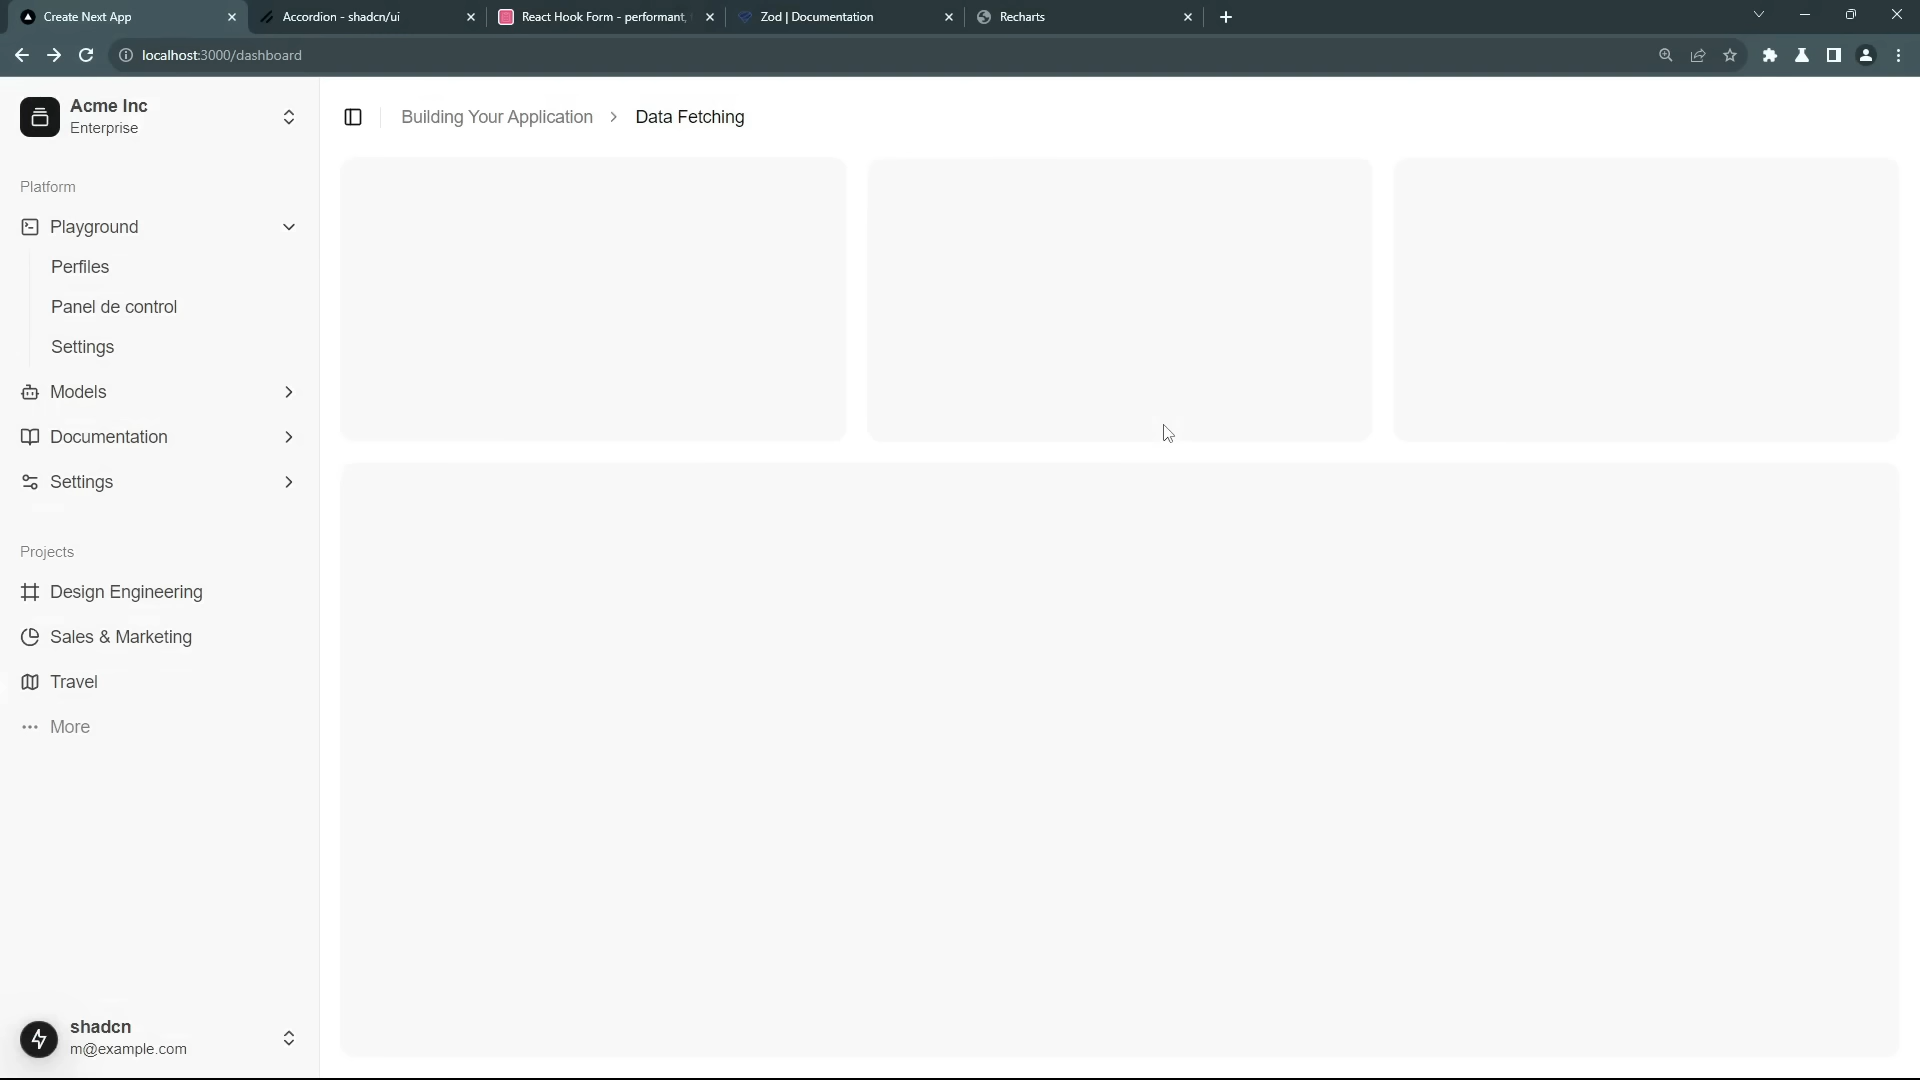 Create Next App
Accordion - shadcn/ui
React Hook Form - performant,
Zod | Documentation
Recharts
localhost:3000/dashboard
Acme Inc
Enterprise
Building Your Application
Data Fetching
Platform
Playground
Perfiles
Panel de control
Settings
Models
Documentation
Settings
Projects
Design Engineering
Sales & Marketing
Travel
More
shadcn
m@example.com